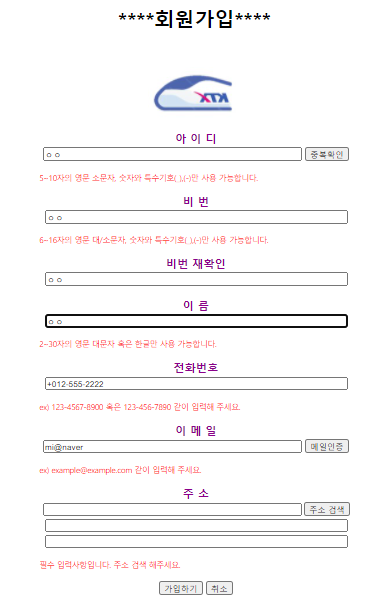 ****회원가입****
KTX
아 이 디
ㅇ ㅇ 중복확인
5~10자의 영문 소문자, 숫자와 특수기호(_),(-)만 사용 가능합니다.
비 번
ㅇ ㅇ
6~16자의 영문 대/소문자, 숫자와 특수기호(_),(-)만 사용 가능합니다.
비번 재확인
ㅇ ㅇ
이 름
ㅇ ㅇ
2~30자의 영문 대문자 혹은 한글만 사용 가능합니다.
전화번호
+012-555-2222
ex) 123-4567-8900 혹은 123-456-7890 같이 입력해 주세요.
이 메 일
mi@naver 메일인증
ex) example@example.com 같이 입력해 주세요.
주 소
주소 검색
필수 입력사항입니다. 주소 검색 해주세요.
가입하기 취소